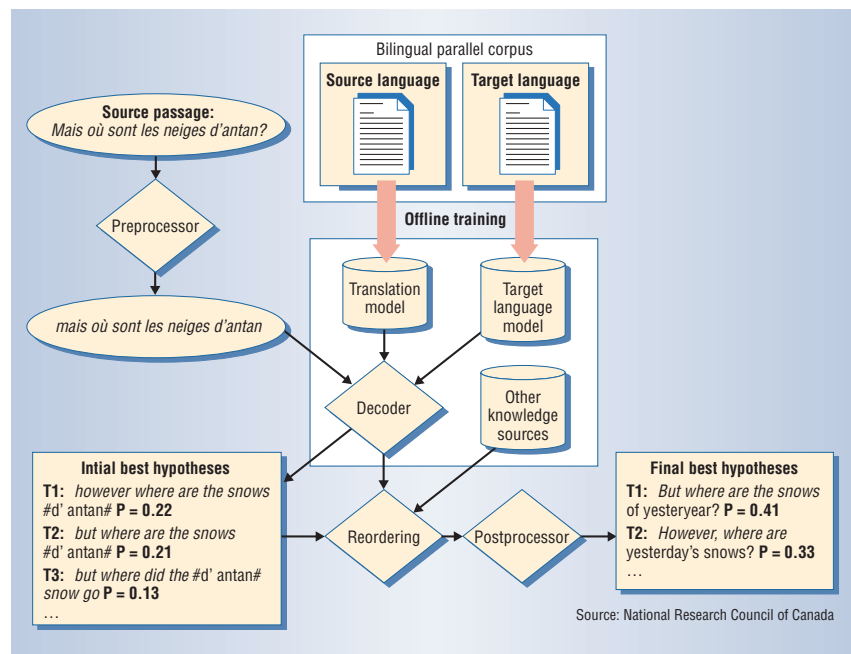 Bilingual parallel corpus
Source language
Target language
Source passage:
Mais où sont les neiges d'antan?
Preprocessor
mais où sont les neiges d'antan
Offline training
Translation
model
Target
language
model
Decoder
Other
knowledge
sources
Intial best hypotheses
T1: however where are the snows
#d' antan# P = 0.22
T2: but where are the snows
#d' antan# P = 0.21
T3: but where did the #d' antan#
snow go P = 0.13
…
Reordering
Postprocessor
Final best hypotheses
T1: But where are the snows
of yesteryear? P = 0.41
T2: However, where are
yesterday's snows? P = 0.33
…
Source: National Research Council of Canada